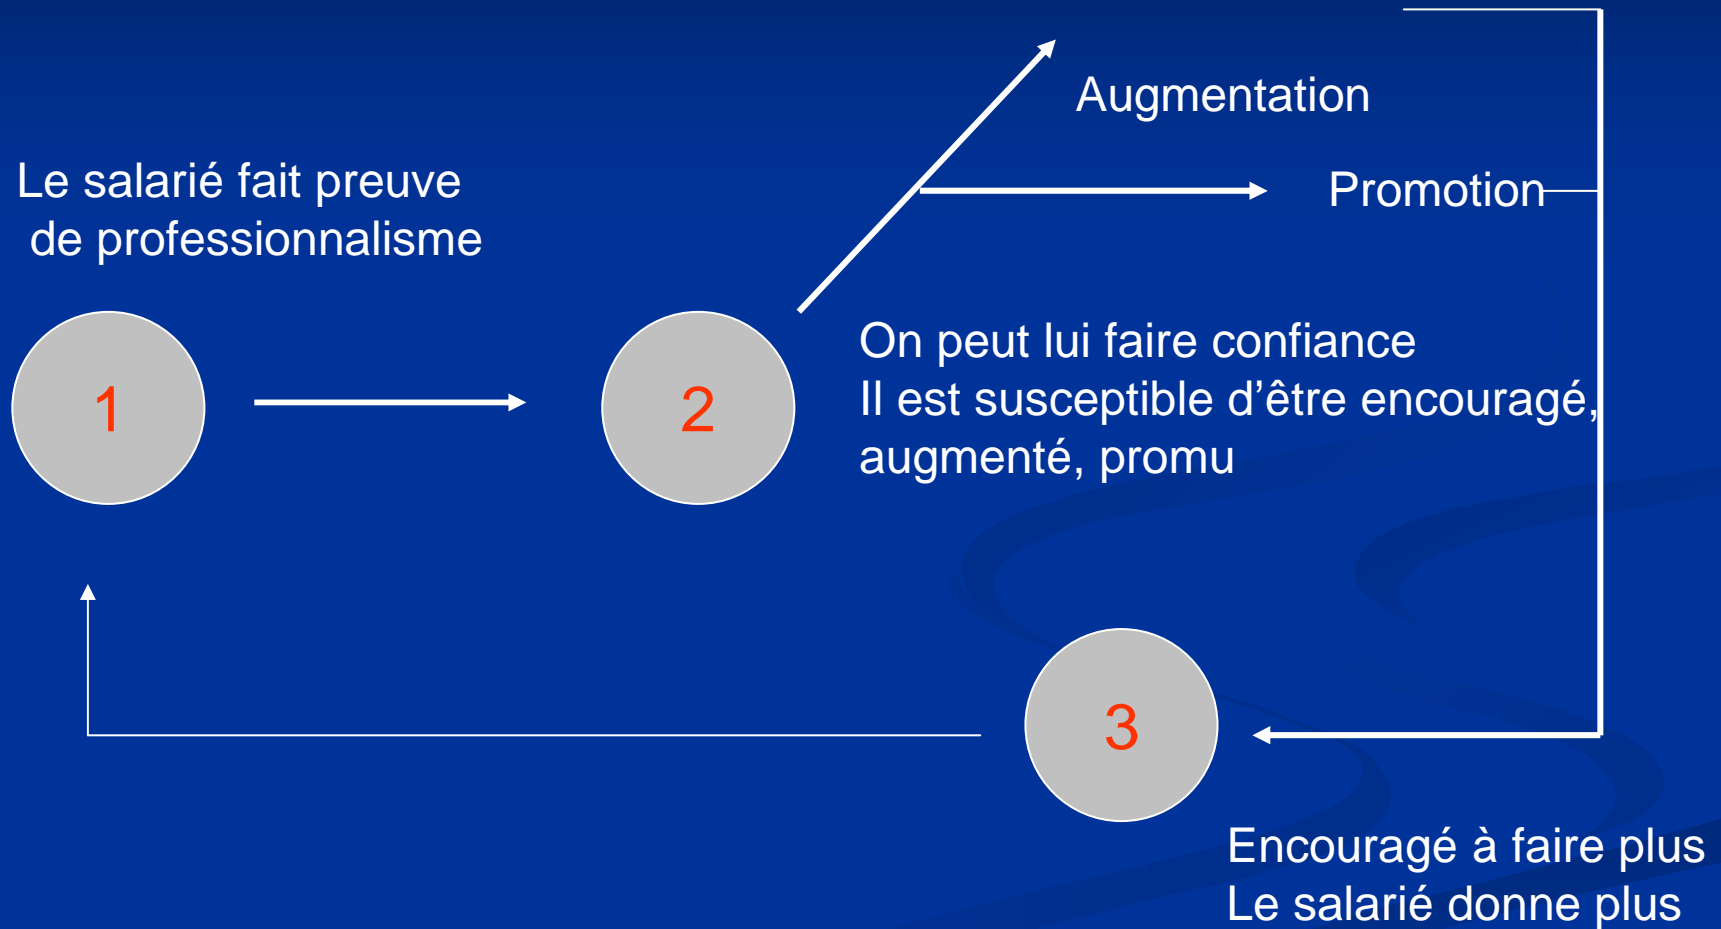 Augmentation
Le salarié fait preuve
de professionnalisme
Promotion
1
2
On peut lui faire confiance
Il est susceptible d’être encouragé,
augmenté, promu
3
Encouragé à faire plus
Le salarié donne plus